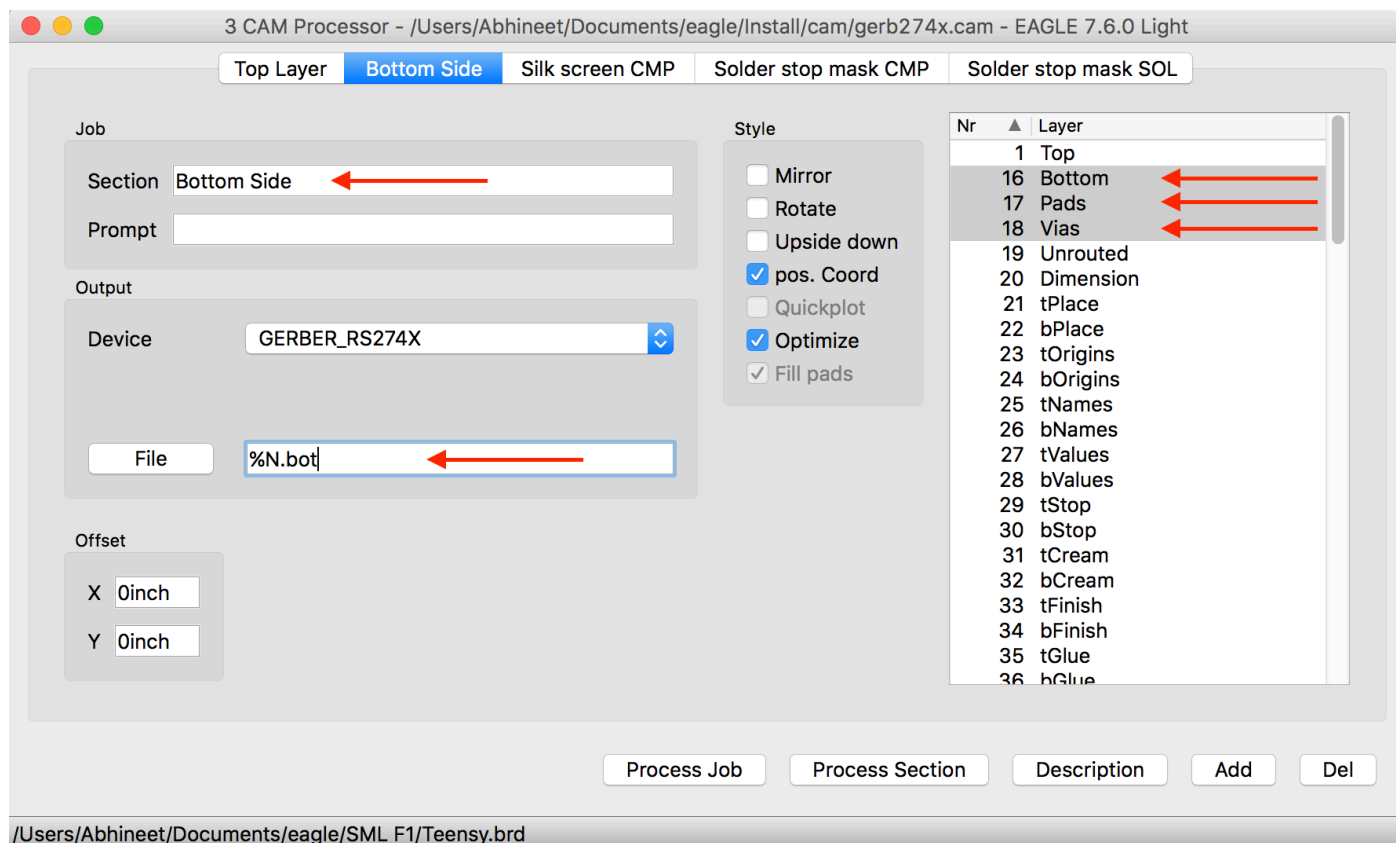 3 CAM Processor - /Users/Abhineet/Documents/eagle/Install/cam/gerb274x.cam - EAGLE 7.6.0 Light
Top Layer Bottom Side Silk screen CMP Solder stop mask CMP Solder stop mask SOL
Job
Section Bottom Side
Prompt
Output
Device GERBER_RS274X
File %N.bot
Offset
X 0inch
Y 0inch
Style
Mirror
Rotate
Upside down
pos. Coord
Quickplot
Optimize
Fill pads
Nr Layer
1 Top
16 Bottom
17 Pads
18 Vias
19 Unrouted
20 Dimension
21 tPlace
22 bPlace
23 tOrigins
24 bOrigins
25 tNames
26 bNames
27 tValues
28 bValues
29 tStop
30 bStop
31 tCream
32 bCream
33 tFinish
34 bFinish
35 tGlue
36 bGlue
Process Job Process Section Description Add Del
/Users/Abhineet/Documents/eagle/SML F1/Teensy.brd